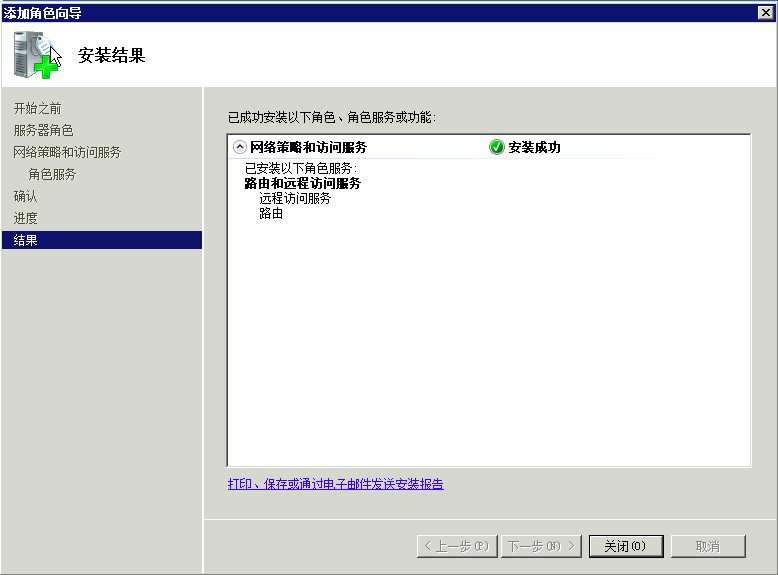 添加角色向导
安装结果
开始之前
服务器角色
网络策略和访问服务
角色服务
确认
进度
结果
已成功安装以下角色、角色服务或功能:
网络策略和访问服务 安装成功
已安装以下角色服务:
路由和远程访问服务
远程访问服务
路由
打印、保存或通过电子邮件发送安装报告
< 上一步(P) 下一步(N) > 关闭(O) 取消